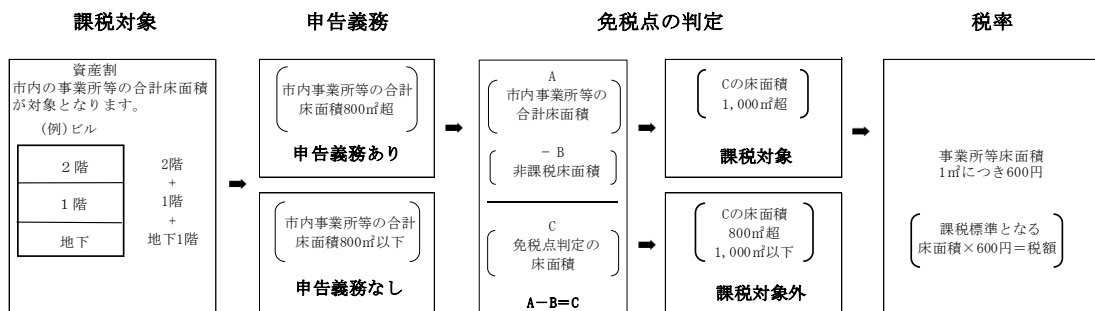 課税対象
申告義務
免税点の判定
税率
資産割
市内の事業所等の合計床面積
が対象となります。
(例)ビル
2階
1階
地下
2階
+
1階
+
地下1階
➡
市内事業所等の合計
床面積800㎡超
申告義務あり
市内事業所等の合計
床面積800㎡以下
申告義務なし
➡
A
市内事業所等の
合計床面積
－ B
非課税床面積
C
免税点判定の
床面積
A－B＝C
➡
➡
Cの床面積
1,000㎡超
課税対象
Cの床面積
800㎡超
1,000㎡以下
課税対象外
➡
事業所等床面積
1㎡につき600円
課税標準となる
床面積×600円＝税額